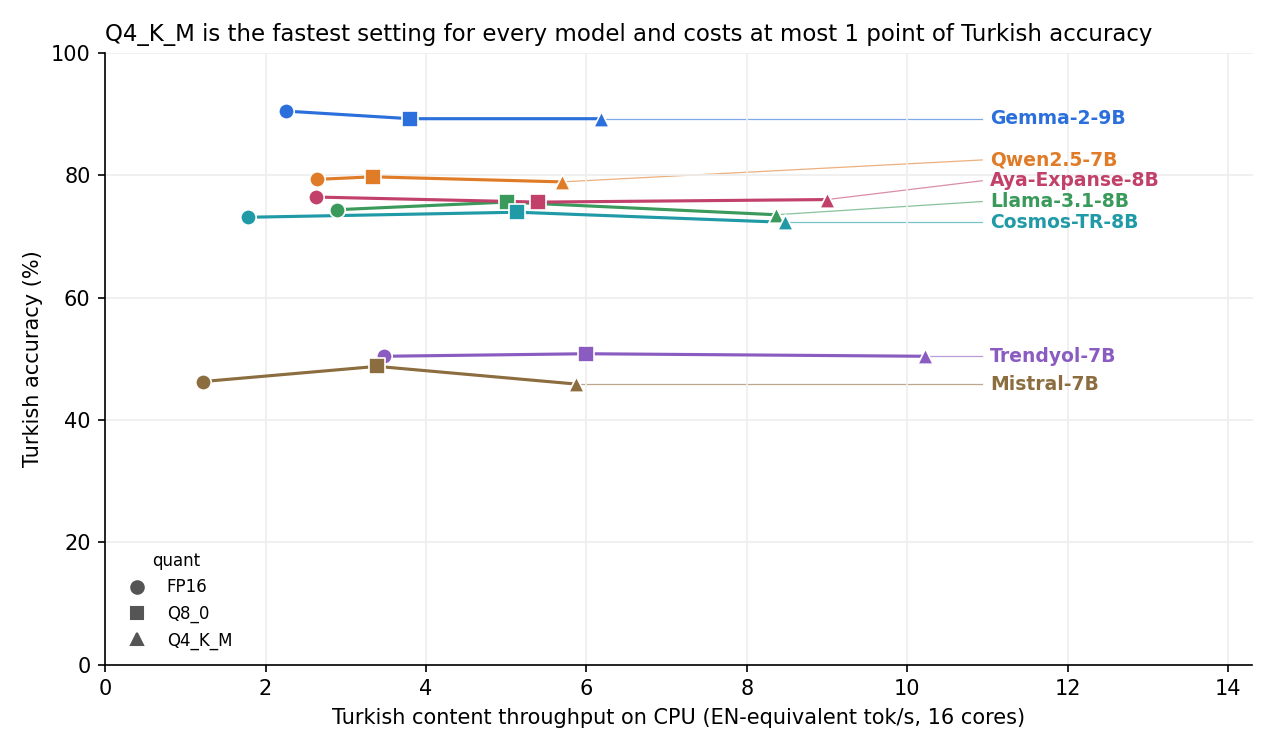 Q4_K_M is the fastest setting for every model and costs at most 1 point of Turkish accuracy
100
80
60
40
20
0
Turkish accuracy (%)
Gemma-2-9B
Qwen2.5-7B
Aya-Expanse-8B
Llama-3.1-8B
Cosmos-TR-8B
Trendyol-7B
Mistral-7B
quant
FP16
Q8_0
Q4_K_M
0 2 4 6 8 10 12 14
Turkish content throughput on CPU (EN-equivalent tok/s, 16 cores)